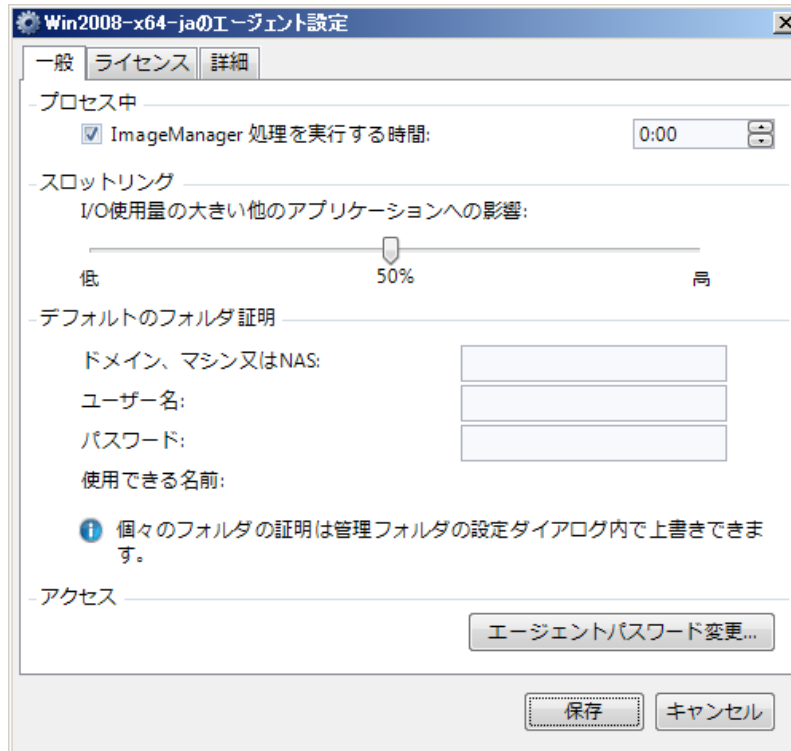 Win2008-x64-jaのエージェント設定
一般 ライセンス 詳細
プロセス中
ImageManager 処理を実行する時間: 0:00
スロットリング
I/O使用量の大きい他のアプリケーションへの影響:
低 50% 高
デフォルトのフォルダ証明
ドメイン、マシン又はNAS:
ユーザー名:
パスワード:
使用できる名前:
個々のフォルダの証明は管理フォルダの設定ダイアログ内で上書きできま
す。
アクセス
エージェントパスワード変更...
保存 キャンセル